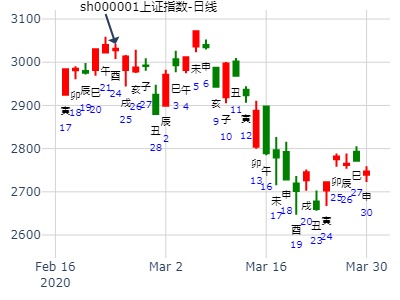 sh000001上证指数-日线
3100
3000
2900
2800
2700
2600
寅
17
卯
18
辰
19
巳
20
午
21
酉
24
戌
25
亥
26
子
27
丑
28
辰
2
巳
3
午
4
未
5
申
6
亥
9
子
10
丑
11
寅
12
卯
13
午
16
未
17
申
18
酉
19
戌
20
丑
23
寅
24
卯
25
辰
26
巳
27
申
30
Feb 16
2020
Mar 2
Mar 16
Mar 30